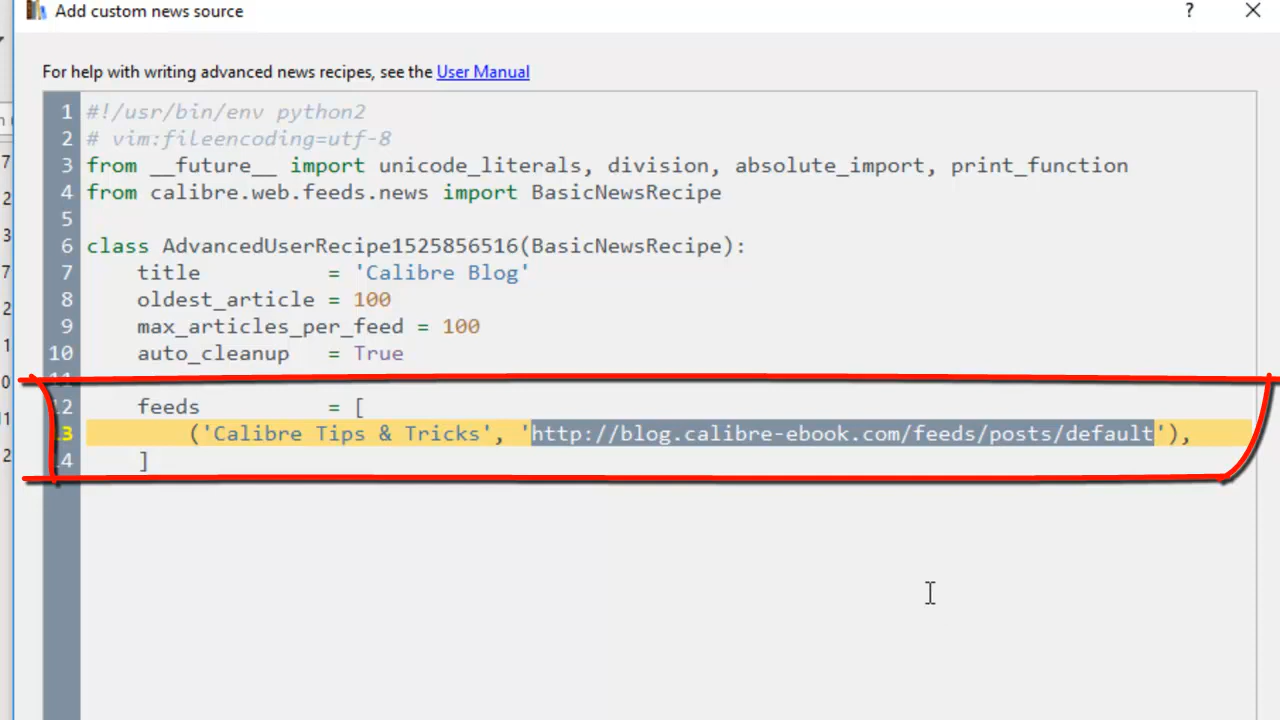 Add custom news source
?
For help with writing advanced news recipes, see the User Manual
1 #!/usr/bin/env python2
2 # vim:fileencoding=utf-8
3 from __future__ import unicode_literals, division, absolute_import, print_function
4 from calibre.web.feeds.news import BasicNewsRecipe
5
6 class AdvancedUserRecipe1525856516(BasicNewsRecipe):
7 title = 'Calibre Blog'
8 oldest_article = 100
9 max_articles_per_feed = 100
10 auto_cleanup = True
11
12 feeds = [
13 ('Calibre Tips & Tricks', 'http://blog.calibre-ebook.com/feeds/posts/default'),
14 ]